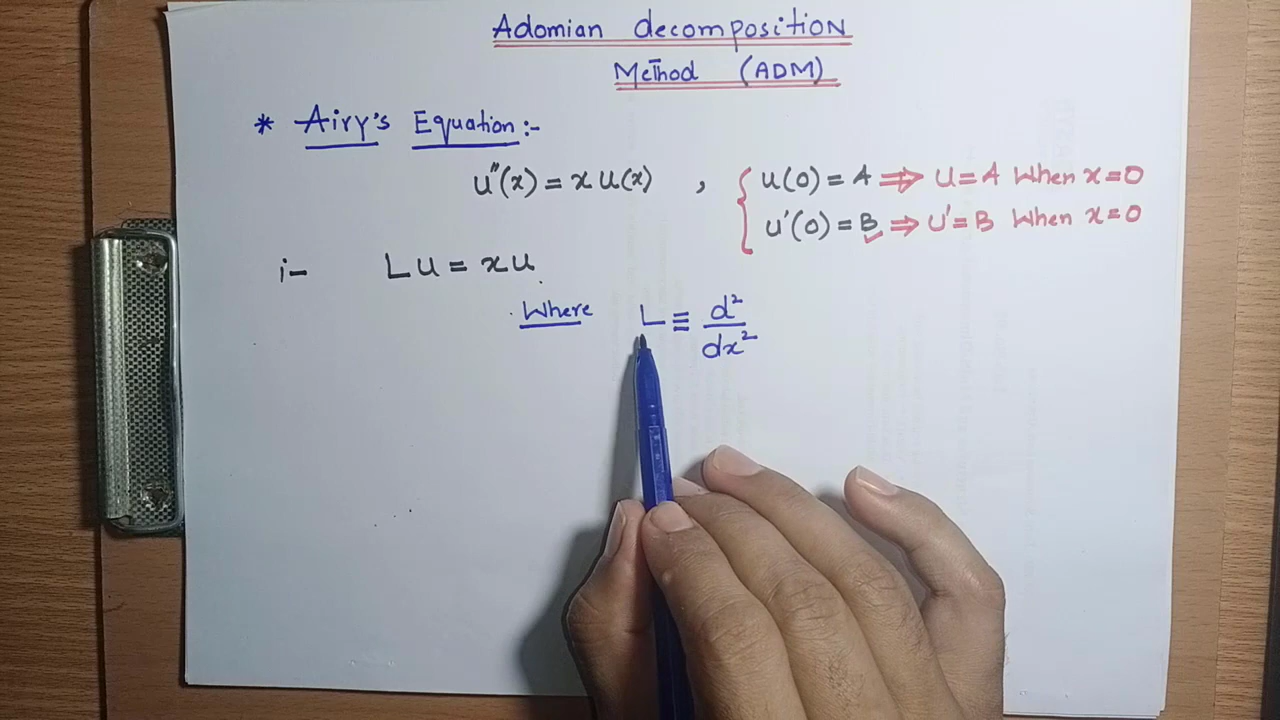 Adomian decomposition
Method (ADM)
* Airy's Equation:-
u''(x) = x u(x) , { u(0) = A ⇒ U = A When x = 0
u'(0) = B ⇒ U' = B When x = 0
i- Lu = xu
Where L ≡ d²/dx²